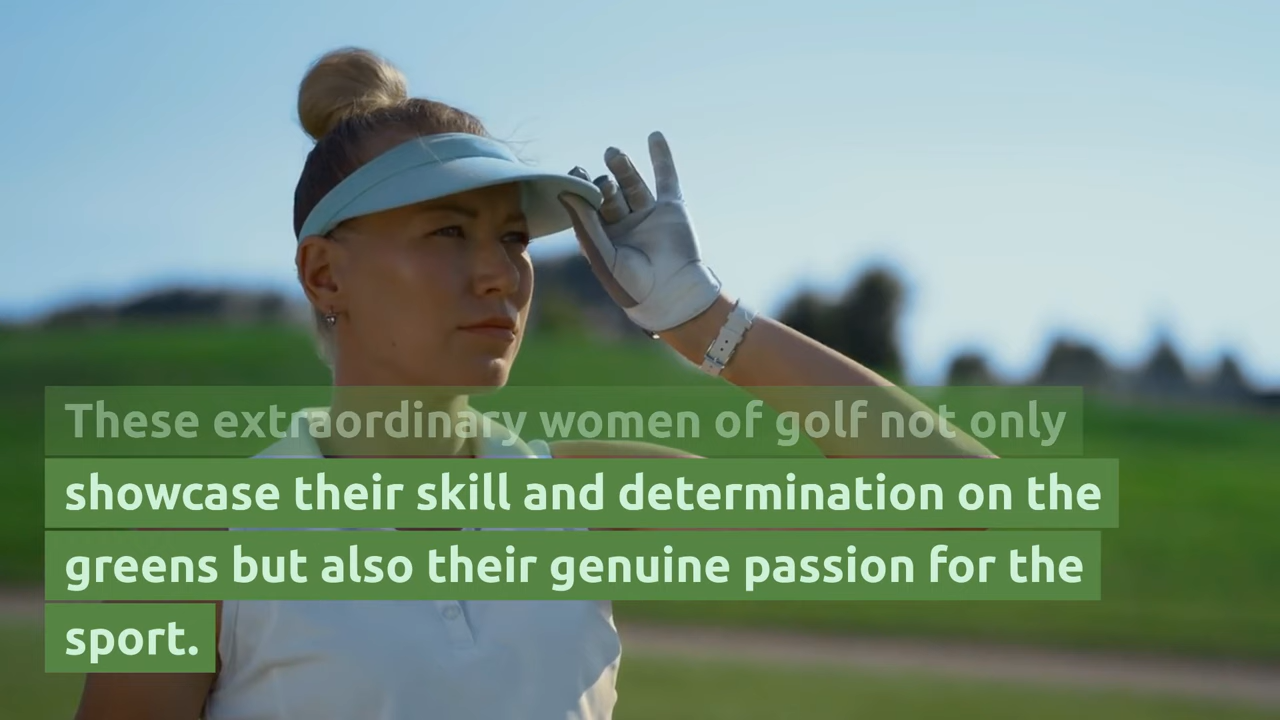 These extraordinary women of golf not only
showcase their skill and determination on the
greens but also their genuine passion for the
sport.